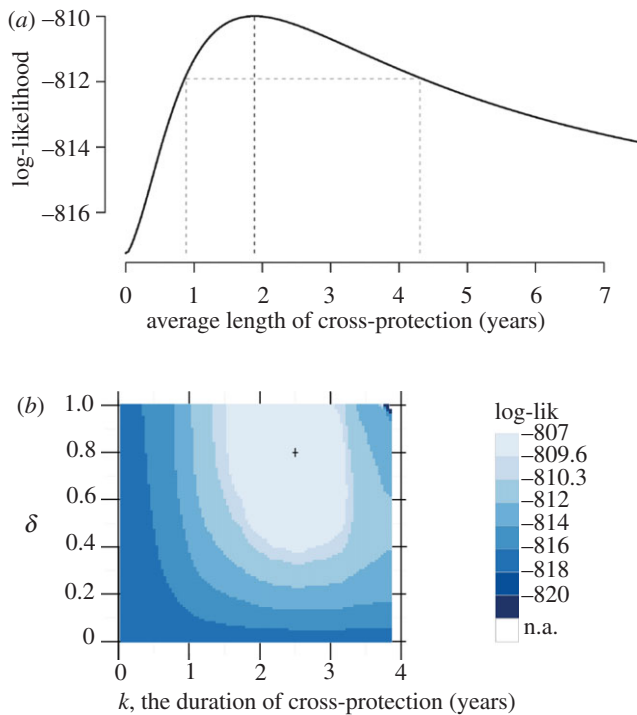 (a)
−810
−812
−814
−816
log-likelihood
0 1 2 3 4 5 6 7
average length of cross-protection (years)
(b)
1.0
0.8
0.6
0.4
0.2
0
δ
0 1 2 3 4
k, the duration of cross-protection (years)
log-lik
−807
−809.6
−810.3
−812
−814
−816
−818
−820
n.a.